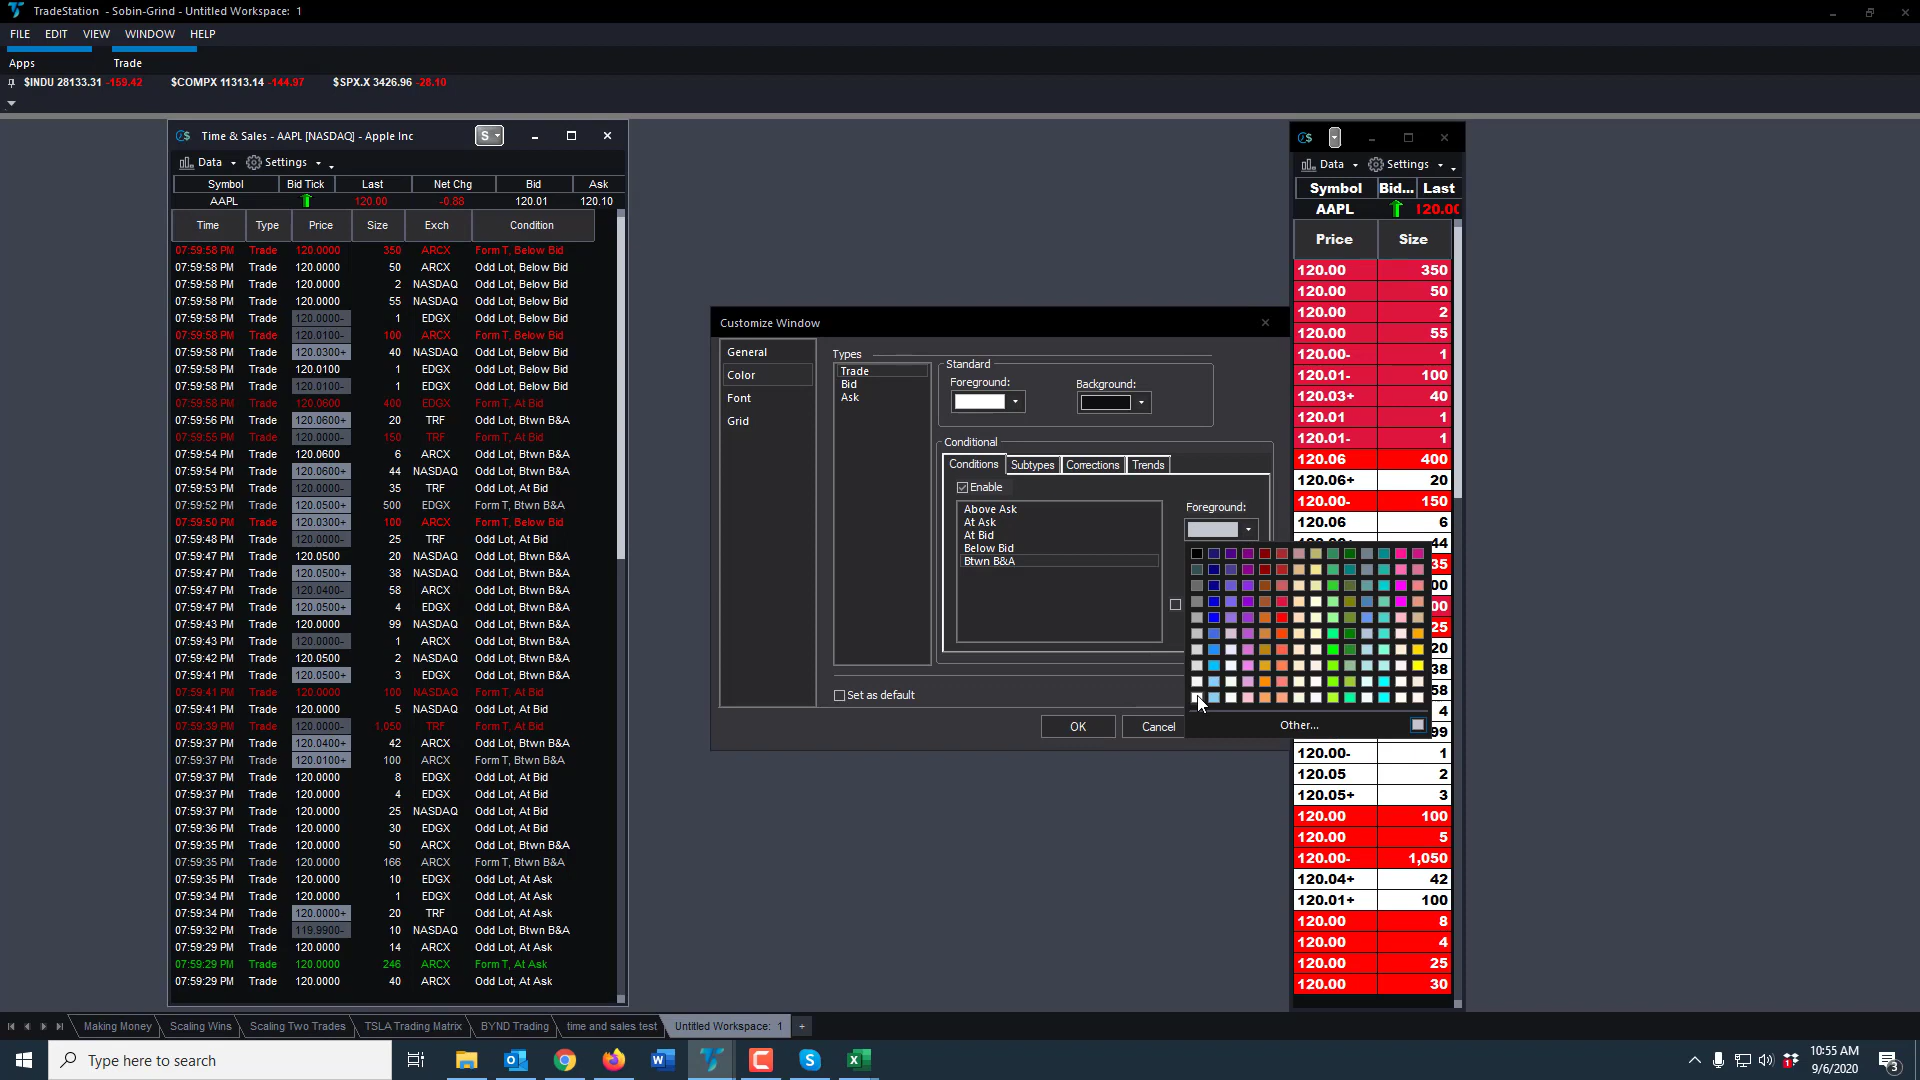 TradeStation - Sobin-Grind - Untitled Workspace: 1
FILE EDIT VIEW WINDOW HELP
Apps Trade
$INDU 28133.31 -159.42 $COMPX 11313.14 -144.97 $SPX.X 3426.96 -28.10
Time & Sales - AAPL [NASDAQ] - Apple Inc S
Data Settings
Symbol Bid Tick Last Net Chg Bid Ask
AAPL 120.00 -0.88 120.01 120.10
Time Type Price Size Exch Condition
07:59:58 PM Trade 120.0000 350 ARCX Form T, Below Bid
07:59:58 PM Trade 120.0000 50 ARCX Odd Lot, Below Bid
07:59:58 PM Trade 120.0000 2 NASDAQ Odd Lot, Below Bid
07:59:58 PM Trade 120.0000 55 NASDAQ Odd Lot, Below Bid
07:59:58 PM Trade 120.0000- 1 EDGX Odd Lot, Below Bid
07:59:58 PM Trade 120.0100- 100 ARCX Form T, Below Bid
07:59:58 PM Trade 120.0300+ 40 NASDAQ Odd Lot, Below Bid
07:59:58 PM Trade 120.0100 1 EDGX Odd Lot, Below Bid
07:59:58 PM Trade 120.0100- 1 EDGX Odd Lot, Below Bid
07:59:58 PM Trade 120.0600 400 EDGX Form T, At Bid
07:59:56 PM Trade 120.0600+ 20 TRF Odd Lot, Btwn B&A
07:59:55 PM Trade 120.0000- 150 TRF Form T, At Bid
07:59:54 PM Trade 120.0600 6 ARCX Odd Lot, Btwn B&A
07:59:54 PM Trade 120.0600+ 44 NASDAQ Odd Lot, Btwn B&A
07:59:53 PM Trade 120.0000- 35 TRF Odd Lot, At Bid
07:59:52 PM Trade 120.0500+ 500 EDGX Form T, Btwn B&A
07:59:50 PM Trade 120.0300+ 100 ARCX Form T, Below Bid
07:59:48 PM Trade 120.0000- 25 TRF Odd Lot, At Bid
07:59:47 PM Trade 120.0500 20 NASDAQ Odd Lot, Btwn B&A
07:59:47 PM Trade 120.0500+ 38 NASDAQ Odd Lot, Btwn B&A
07:59:47 PM Trade 120.0400- 58 ARCX Odd Lot, Btwn B&A
07:59:47 PM Trade 120.0500+ 4 EDGX Odd Lot, Btwn B&A
07:59:47 PM Trade 120.0000 99 NASDAQ Odd Lot, Btwn B&A
07:59:43 PM Trade 120.0000- 1 ARCX Odd Lot, Btwn B&A
07:59:42 PM Trade 120.0500 2 NASDAQ Odd Lot, Btwn B&A
07:59:42 PM Trade 120.0500+ 3 EDGX Odd Lot, Btwn B&A
07:59:41 PM Trade 120.0000 100 NASDAQ Form T, At Bid
07:59:41 PM Trade 120.0000 5 NASDAQ Odd Lot, At Bid
07:59:39 PM Trade 120.0000- 1,050 TRF Form T, At Bid
07:59:37 PM Trade 120.0400+ 42 ARCX Odd Lot, Btwn B&A
07:59:37 PM Trade 120.0100+ 100 ARCX Form T, Btwn B&A
07:59:37 PM Trade 120.0000 8 EDGX Odd Lot, At Bid
07:59:37 PM Trade 120.0000 4 EDGX Odd Lot, At Bid
07:59:37 PM Trade 120.0000 25 NASDAQ Odd Lot, At Bid
07:59:36 PM Trade 120.0000 30 EDGX Odd Lot, At Bid
07:59:35 PM Trade 120.0000 50 ARCX Odd Lot, Btwn B&A
07:59:35 PM Trade 120.0000 166 ARCX Form T, Btwn B&A
07:59:35 PM Trade 120.0000 10 EDGX Odd Lot, At Ask
07:59:34 PM Trade 120.0000 1 EDGX Odd Lot, At Ask
07:59:34 PM Trade 120.0000+ 20 TRF Odd Lot, At Ask
07:59:32 PM Trade 119.9900- 10 NASDAQ Odd Lot, Btwn B&A
07:59:29 PM Trade 120.0000 14 ARCX Odd Lot, At Ask
07:59:29 PM Trade 120.0000 246 ARCX Form T, At Ask
07:59:29 PM Trade 120.0000 40 ARCX Odd Lot, At Ask
Customize Window
General
Color
Font
Grid
Types
Trade
Bid
Ask
Standard
Foreground: Background:
Conditional
Conditions Subtypes Corrections Trends
Enable
Above Ask
At Ask
At Bid
Below Bid
Btwn B&A
Foreground:
Other...
Set as default
OK Cancel
Data Settings
Symbol Bid... Last
AAPL 120.00
Price Size
120.00 350
120.00 50
120.00 2
120.00 55
120.00- 1
120.01- 100
120.03+ 40
120.01 1
120.01- 1
120.06 400
120.06+ 20
120.00- 150
120.06 6
44
35
00
00
25
20
38
58
4
99
120.00- 1
120.05 2
120.05+ 3
120.00 100
120.00 5
120.00- 1,050
120.04+ 42
120.01+ 100
120.00 8
120.00 4
120.00 25
120.00 30
Making Money Scaling Wins Scaling Two Trades TSLA Trading Matrix BYND Trading time and sales test Untitled Workspace: 1 +
Type here to search
10:55 AM
9/6/2020
3